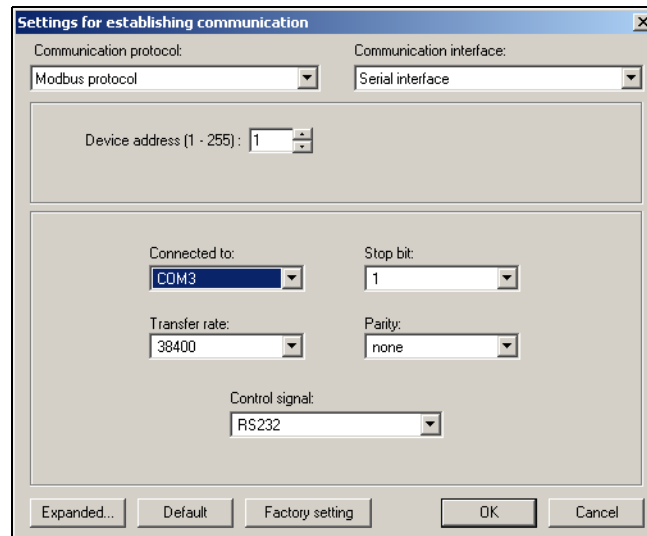 Settings for establishing communication
Communication protocol: Communication interface:
Modbus protocol Serial interface
Device address (1 - 255) : 1
Connected to: Stop bit:
COM3 1
Transfer rate: Parity:
38400 none
Control signal:
RS232
Expanded... Default Factory setting OK Cancel